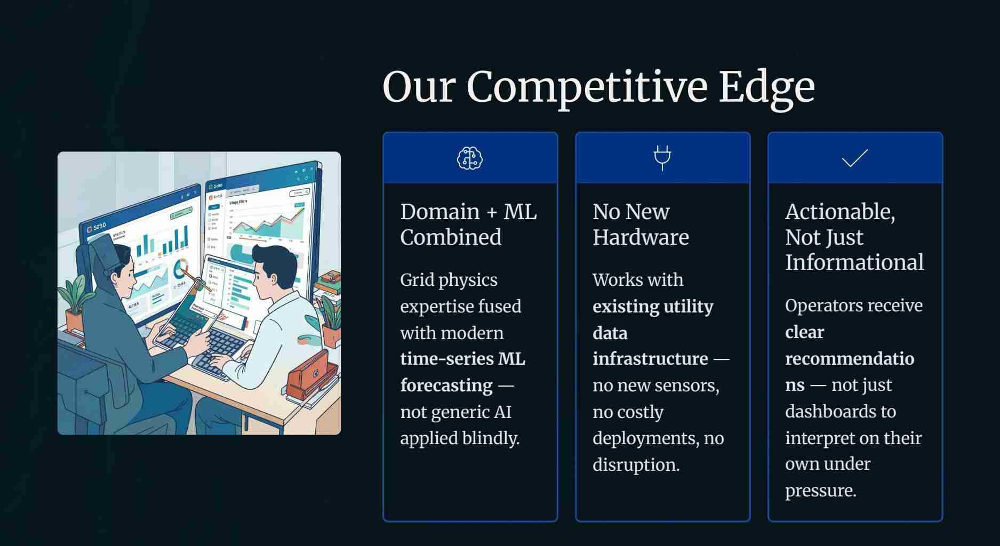 Our Competitive Edge
Domain + ML
Combined
Grid physics
expertise fused
with modern
time-series ML
forecasting —
not generic AI
applied blindly.
No New
Hardware
Works with
existing utility
data
infrastructure —
no new sensors,
no costly
deployments, no
disruption.
Actionable,
Not Just
Informational
Operators receive
clear
recommendatio
ns — not just
dashboards to
interpret on their
own under
pressure.